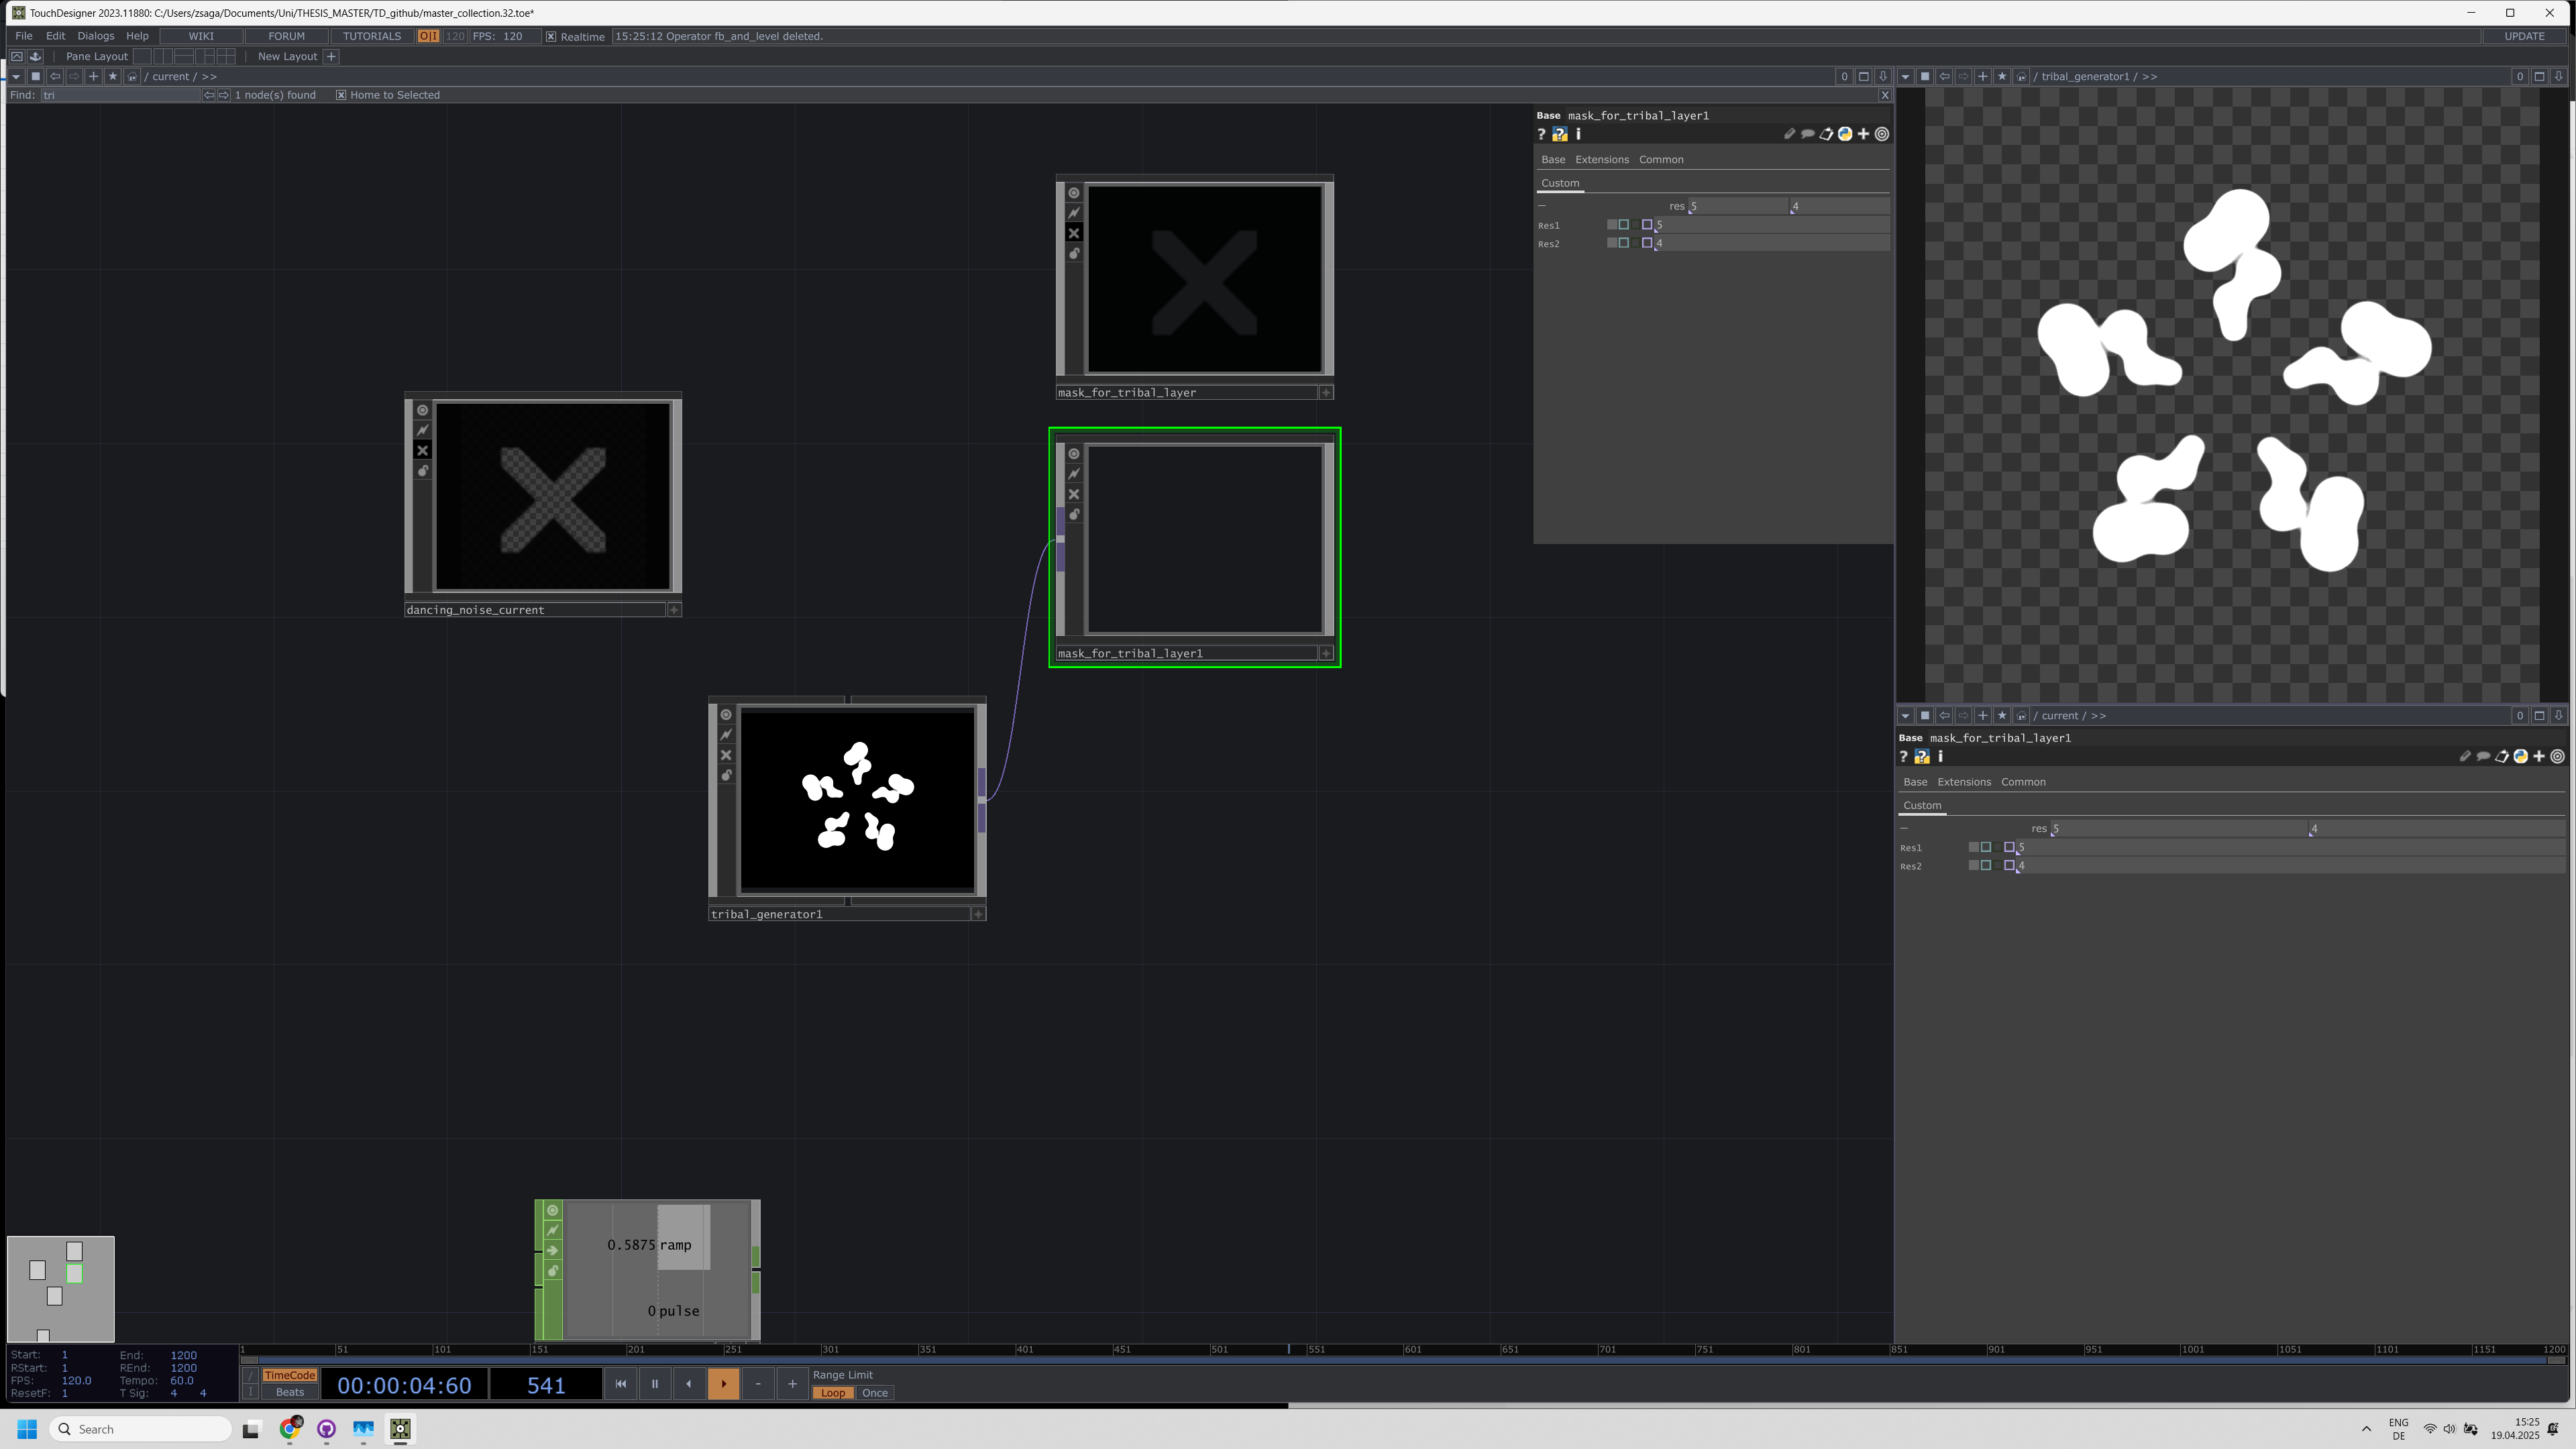 TouchDesigner 2023.11880: C:/Users/zsaga/Documents/Uni/THESIS_MASTER/TD_github/master_collection.32.toe*
File Edit Dialogs Help WIKI FORUM TUTORIALS O|I 120 FPS: 120 Realtime 15:25:12 Operator fb_and_level deleted. UPDATE
Pane Layout New Layout +
/ current / >> 0
/ tribal_generator1 / >> 0
Find: tri 1 node(s) found Home to Selected X
Base mask_for_tribal_layer1
? ? i
Base Extensions Common
Custom
res 5 4
Res1 5
Res2 4
mask_for_tribal_layer
dancing_noise_current
mask_for_tribal_layer1
tribal_generator1
/ current / >> 0
Base mask_for_tribal_layer1
? ? i
Base Extensions Common
Custom
res 5 4
Res1 5
Res2 4
0.5875 ramp
0 pulse
Start: 1 End: 1200
RStart: 1 REnd: 1200
FPS: 120.0 Tempo: 60.0
ResetF: 1 T Sig: 4 4
1 51 101 151 201 251 301 351 401 451 501 551 601 651 701 751 801 851 901 951 1001 1051 1101 1151 1200
/ TimeCode
I Beats
00:00:04:60 541
- +
Range Limit
Loop Once
Search
ENG
DE
15:25
19.04.2025